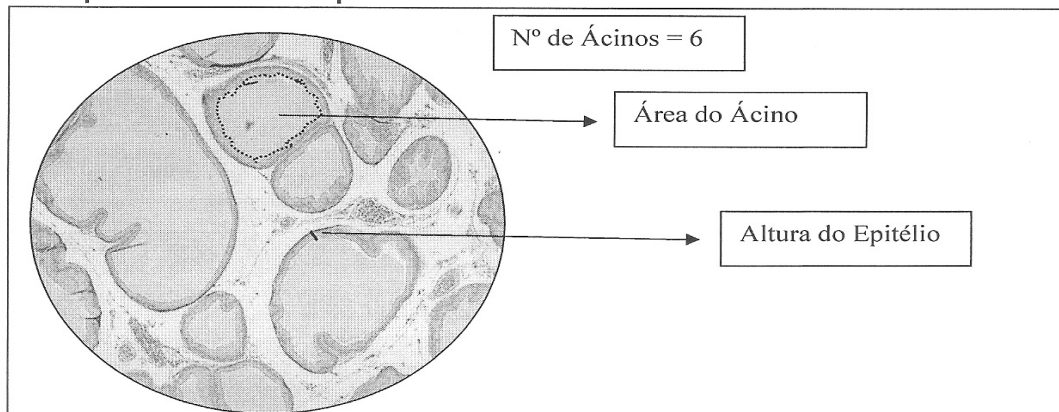 Nº de Ácinos = 6
Área do Ácino
Altura do Epitélio